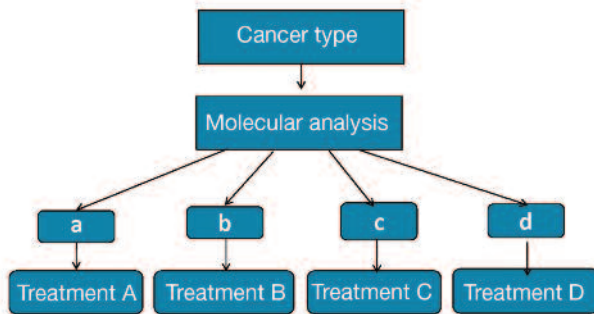 Cancer type
Molecular analysis
a b c d
Treatment A Treatment B Treatment C Treatment D